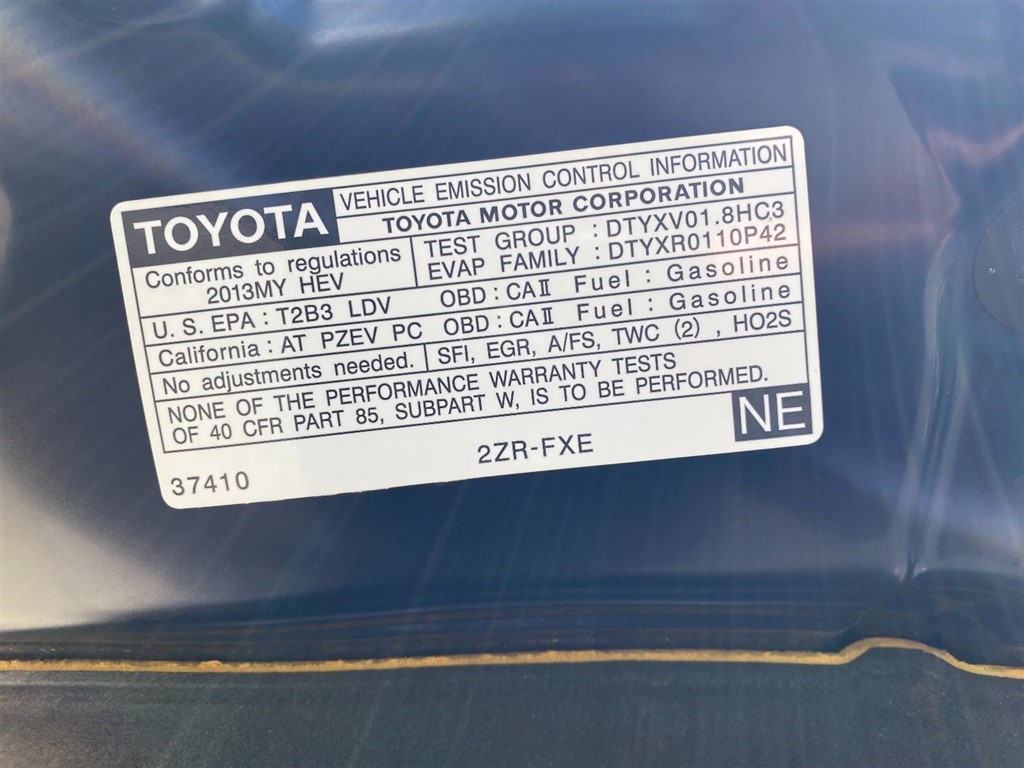 TOYOTA VEHICLE EMISSION CONTROL INFORMATION
TOYOTA MOTOR CORPORATION
Conforms to regulations
2013MY HEV
TEST GROUP : DTYXV01.8HC3
EVAP FAMILY : DTYXR0110P42
U. S. EPA : T2B3 LDV OBD : CAII Fuel : Gasoline
California : AT PZEV PC OBD : CAII Fuel : Gasoline
No adjustments needed. SFI, EGR, A/FS, TWC (2) , HO2S
NONE OF THE PERFORMANCE WARRANTY TESTS
OF 40 CFR PART 85, SUBPART W, IS TO BE PERFORMED.
NE
2ZR-FXE
37410